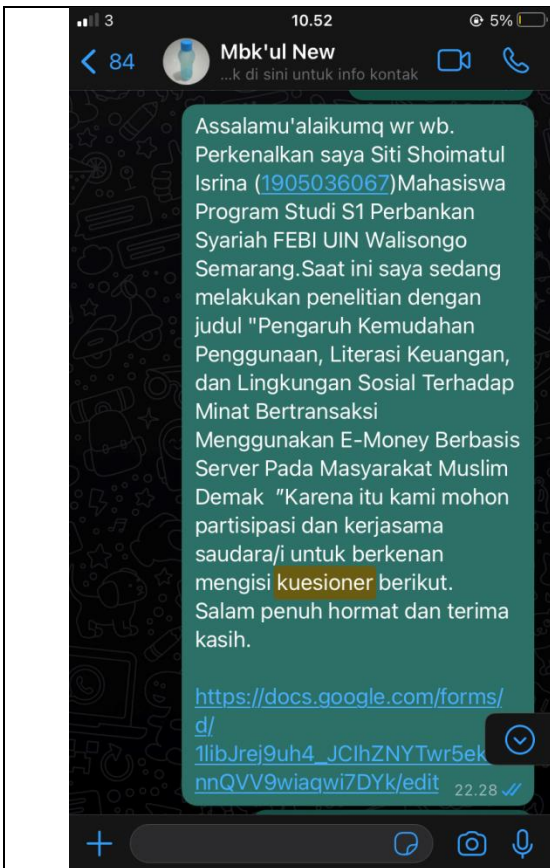 3 10.52 5%
84 Mbk'ul New
...k di sini untuk info kontak
Assalamu'alaikumq wr wb.
Perkenalkan saya Siti Shoimatul
Isrina (1905036067)Mahasiswa
Program Studi S1 Perbankan
Syariah FEBI UIN Walisongo
Semarang.Saat ini saya sedang
melakukan penelitian dengan
judul "Pengaruh Kemudahan
Penggunaan, Literasi Keuangan,
dan Lingkungan Sosial Terhadap
Minat Bertransaksi
Menggunakan E-Money Berbasis
Server Pada Masyarakat Muslim
Demak "Karena itu kami mohon
partisipasi dan kerjasama
saudara/i untuk berkenan
mengisi kuesioner berikut.
Salam penuh hormat dan terima
kasih.
https://docs.google.com/forms/
d/
1libJrej9uh4_JClhZNYTwr5ek
nnQVV9wiaqwi7DYk/edit 22.28